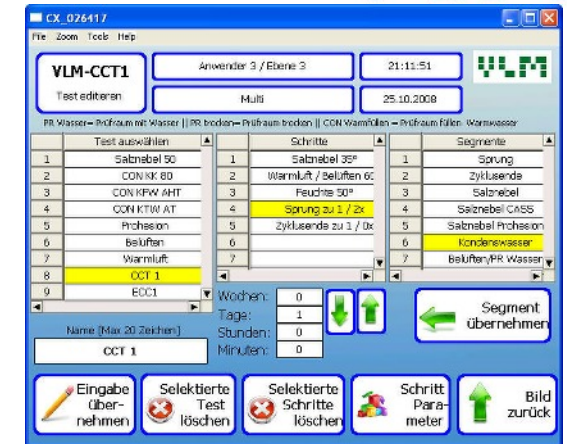 CX_026417
File Zoom Tools Help
VLM-CCT1
Test editieren
Anwender 3 / Ebene 3
21:11:51
VLM
Multi
25.10.2008
PR Wasser= Prüfraum mit Wasser || PR trocken= Prüfraum trocken || CON Warmfüllen = Prüfraum füllen Warmwasser
Test auswählen
1 Salznebel 50
2 CON KK 80
3 CON KFW AHT
4 CON KTW AT
5 Prohesion
6 Belüften
7 Warmluft
8 CCT 1
9 ECC1
Schritte
1 Salznebel 35°
2 Warmluft / Belüften 60
3 Feuchte 50°
4 Sprung zu 1 / 2x
5 Zyklusende zu 1 / 0x
6
7
Segmente
1 Sprung
2 Zyklusende
3 Salznebel
4 Salznebel CASS
5 Salznebel Prohesion
6 Kondenswasser
7 Belüften/PR Wasser
Name [Max 20 Zeichen]
CCT 1
Wochen: 0
Tage: 1
Stunden: 0
Minuten: 0
Segment
übernehmen
Eingabe
über-
nehmen
Selektierte
Test
löschen
Selektierte
Schritte
löschen
Schritt
Para-
meter
Bild
zurück